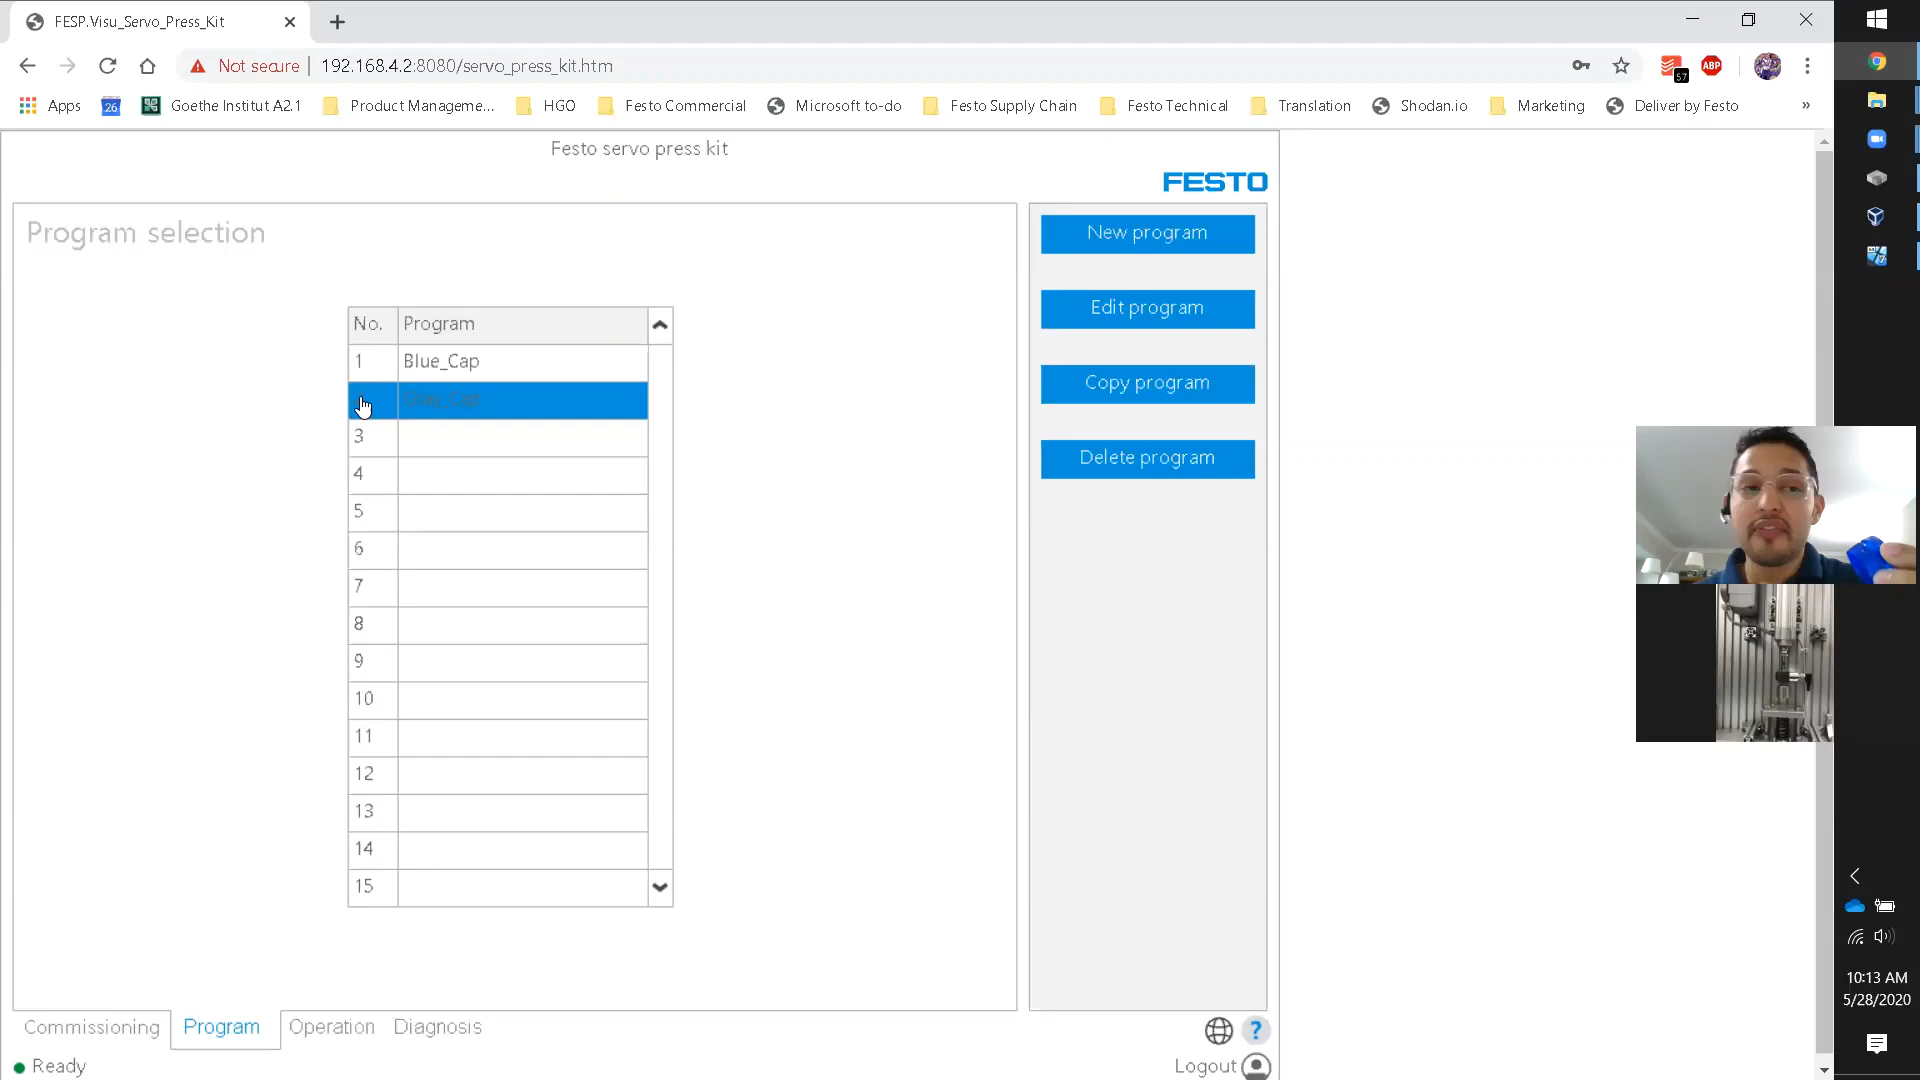 FESP.Visu_Servo_Press_Kit
Not secure
192.168.4.2:8080/servo_press_kit.htm
57
ABP
Apps
26
Goethe Institut A2.1
Product Manageme...
HGO
Festo Commercial
Microsoft to-do
Festo Supply Chain
Festo Technical
Translation
Shodan.io
Marketing
Deliver by Festo
»
Festo servo press kit
FESTO
Program selection
No. Program
1 Blue_Cap
3
4
5
6
7
8
9
10
11
12
13
14
15
New program
Edit program
Copy program
Delete program
Commissioning
Program
Operation
Diagnosis
?
Ready
Logout
10:13 AM
5/28/2020